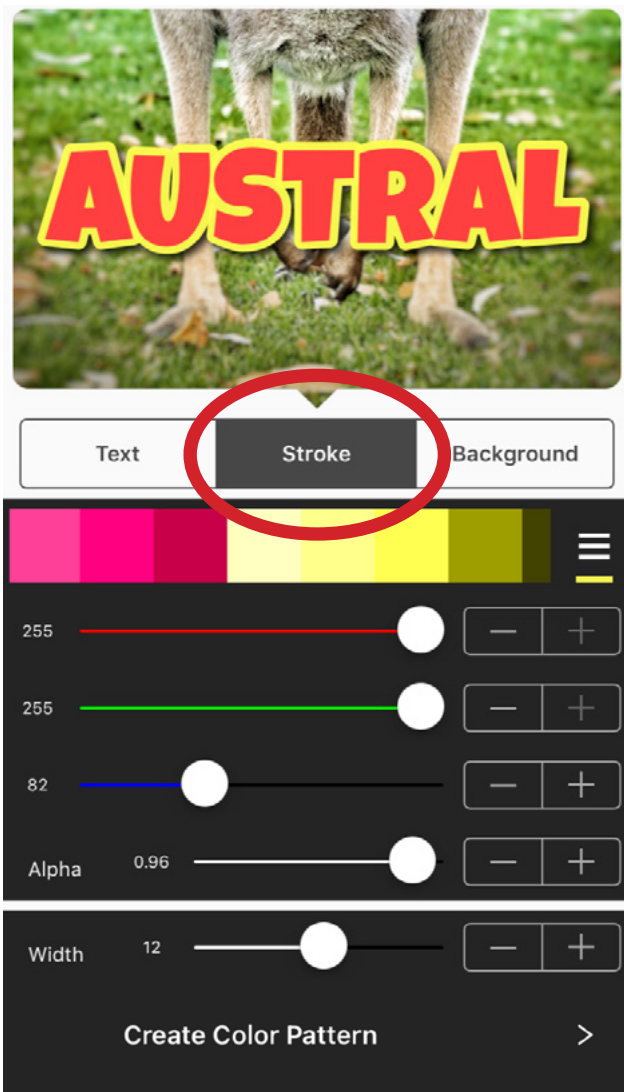 AUSTRAL
Text Stroke Background
255
255
82
Alpha 0.96
Width 12
Create Color Pattern >